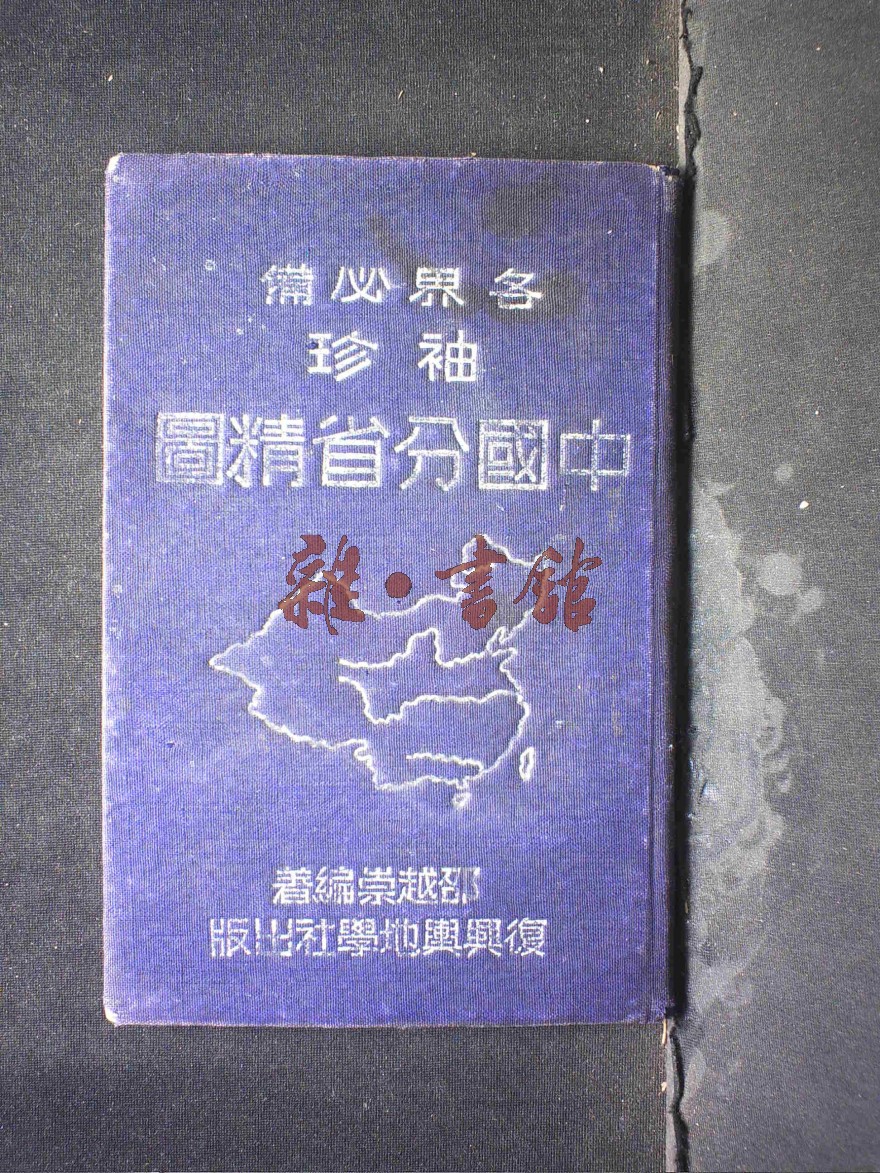 各界必備
袖珍
中國分省精圖
雜·書館
邵越崇編著
復興輿地學社出版